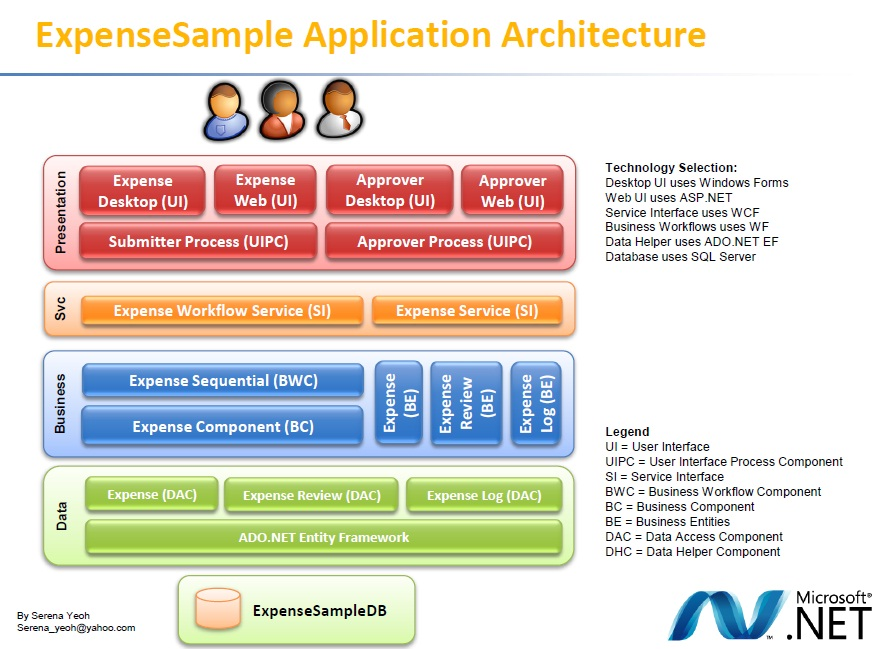 ExpenseSample Application Architecture
Presentation
Expense
Desktop (UI)
Expense
Web (UI)
Approver
Desktop (UI)
Approver
Web (UI)
Submitter Process (UIPC)
Approver Process (UIPC)
Technology Selection:
Desktop UI uses Windows Forms
Web UI uses ASP.NET
Service Interface uses WCF
Business Workflows uses WF
Data Helper uses ADO.NET EF
Database uses SQL Server
Svc
Expense Workflow Service (SI)
Expense Service (SI)
Business
Expense Sequential (BWC)
Expense Component (BC)
Expense
(BE)
Expense
Review
(BE)
Expense
Log (BE)
Data
Expense (DAC)
Expense Review (DAC)
Expense Log (DAC)
ADO.NET Entity Framework
Legend
UI = User Interface
UIPC = User Interface Process Component
SI = Service Interface
BWC = Business Workflow Component
BC = Business Component
BE = Business Entities
DAC = Data Access Component
DHC = Data Helper Component
ExpenseSampleDB
By Serena Yeoh
Serena_yeoh@yahoo.com
Microsoft®
.NET
™